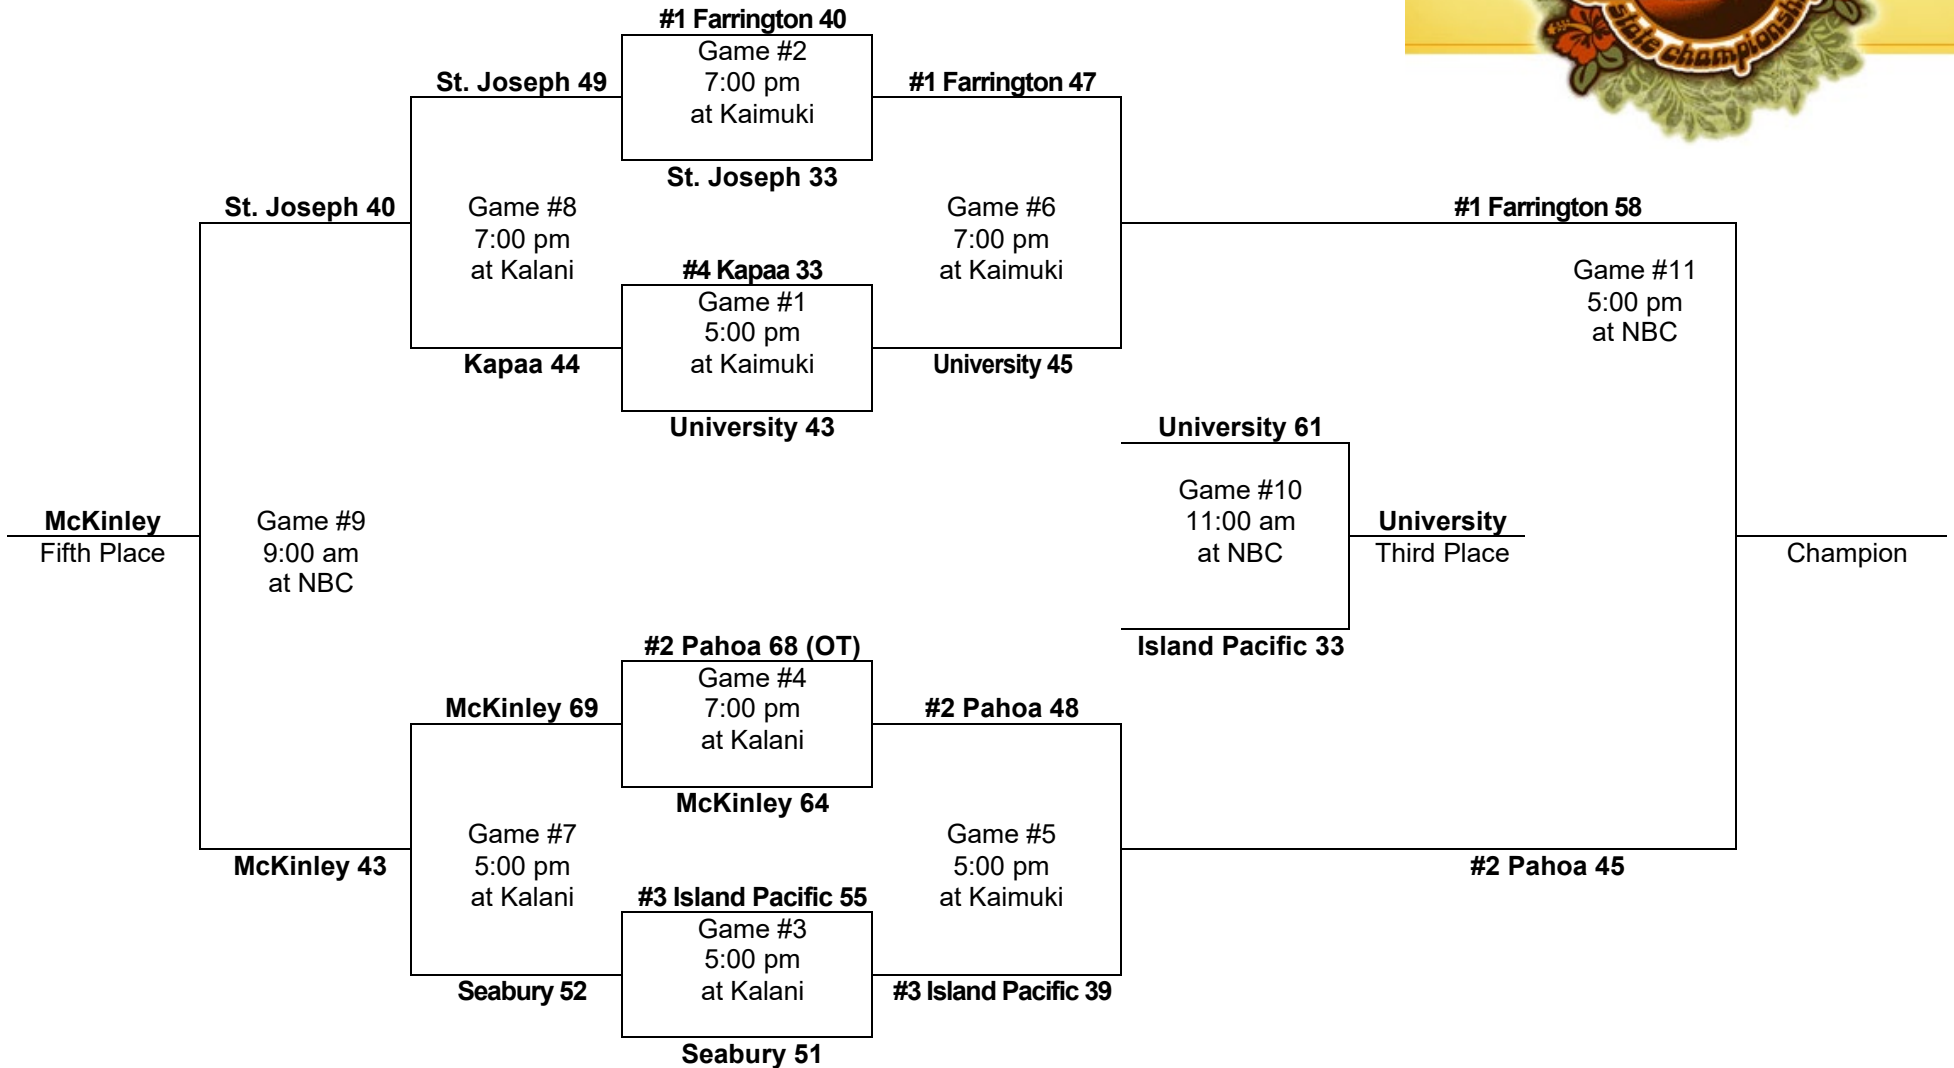 state championship
#1 Farrington 40
Game #2
7:00 pm
at Kaimuki
St. Joseph 33
St. Joseph 49
#1 Farrington 47
St. Joseph 40
Game #8
7:00 pm
at Kalani
Game #6
7:00 pm
at Kaimuki
#1 Farrington 58
#4 Kapaa 33
Game #1
5:00 pm
at Kaimuki
University 43
Game #11
5:00 pm
at NBC
Kapaa 44
University 45
University 61
Game #10
11:00 am
at NBC
Island Pacific 33
McKinley
Fifth Place
Game #9
9:00 am
at NBC
University
Third Place
Champion
#2 Pahoa 68 (OT)
Game #4
7:00 pm
at Kalani
McKinley 64
McKinley 69
#2 Pahoa 48
McKinley 43
Game #7
5:00 pm
at Kalani
Game #5
5:00 pm
at Kaimuki
#2 Pahoa 45
#3 Island Pacific 55
Game #3
5:00 pm
at Kalani
Seabury 51
Seabury 52
#3 Island Pacific 39